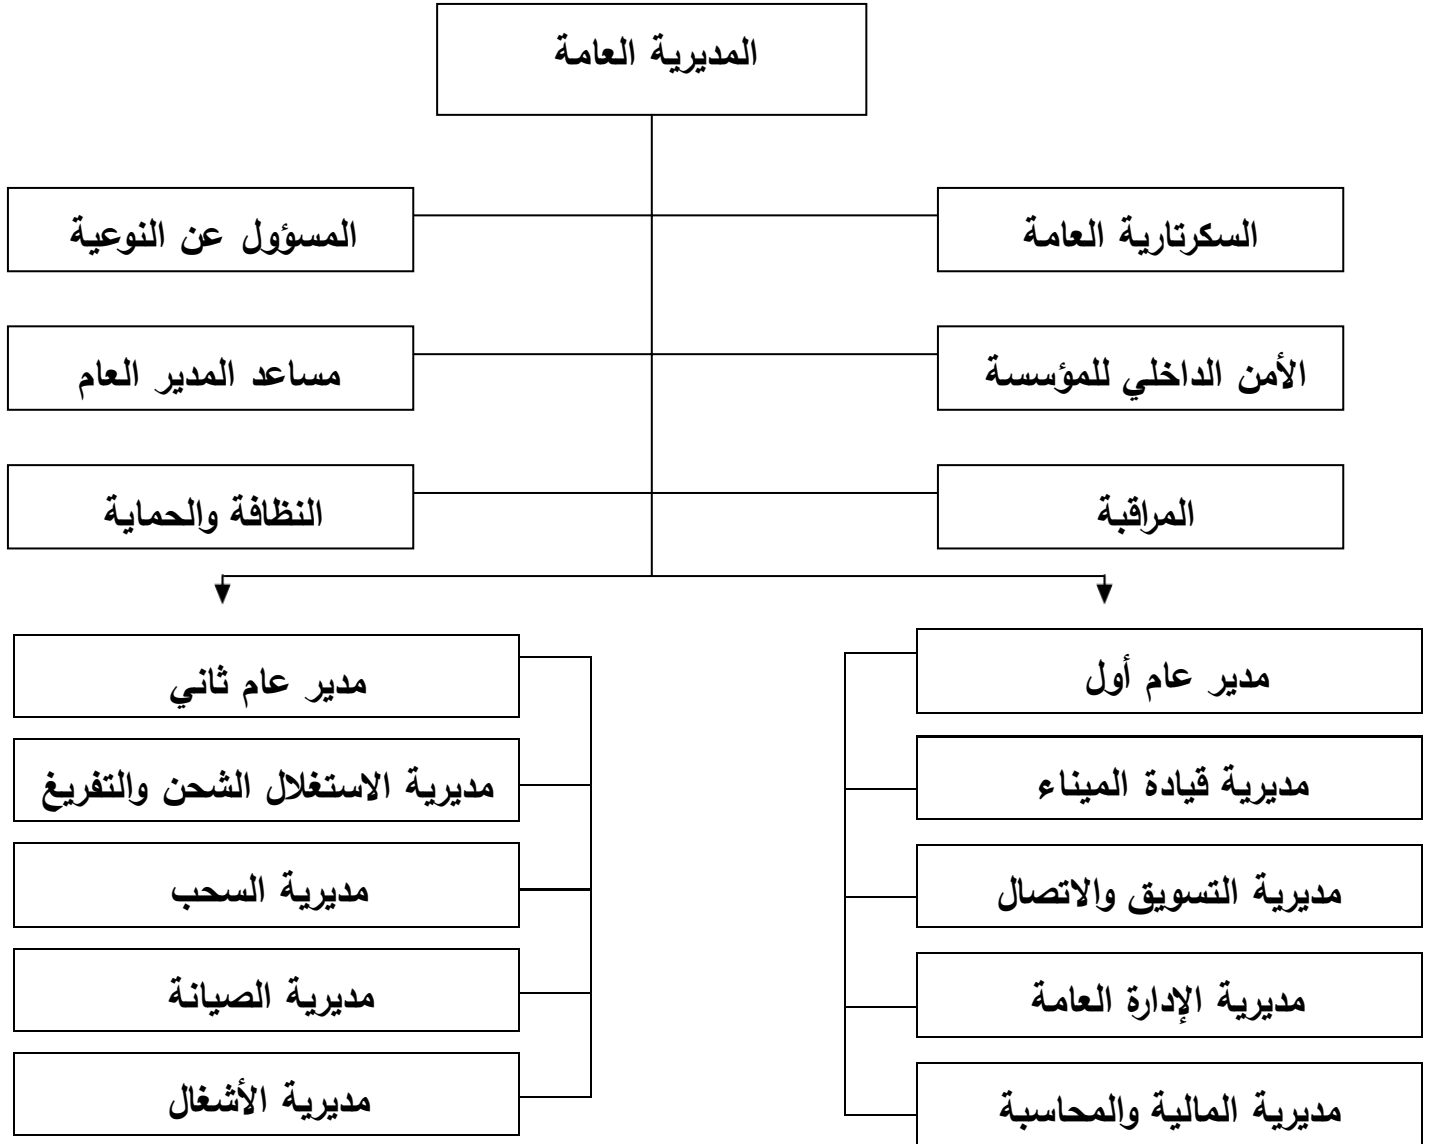 المديرية العامة
السكرتارية العامة
المسؤول عن النوعية
الأمن الداخلي للمؤسسة
مساعد المدير العام
المراقبة
النظافة والحماية
مدير عام أول
مديرية قيادة الميناء
مديرية التسويق والاتصال
مديرية الإدارة العامة
مديرية المالية والمحاسبة
مدير عام ثاني
مديرية الاستغلال الشحن والتفريغ
مديرية السحب
مديرية الصيانة
مديرية الأشغال